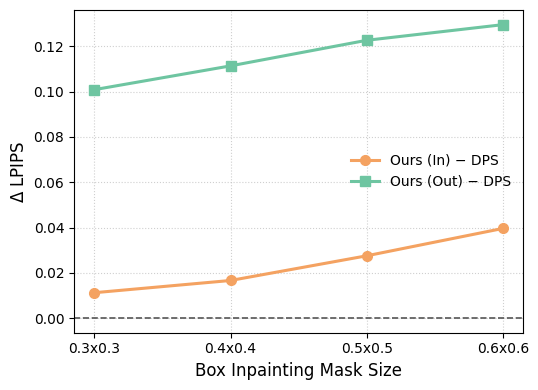 0.12
0.10
0.08
0.06
0.04
0.02
0.00
Δ LPIPS
Ours (In) − DPS
Ours (Out) − DPS
0.3x0.3 0.4x0.4 0.5x0.5 0.6x0.6
Box Inpainting Mask Size